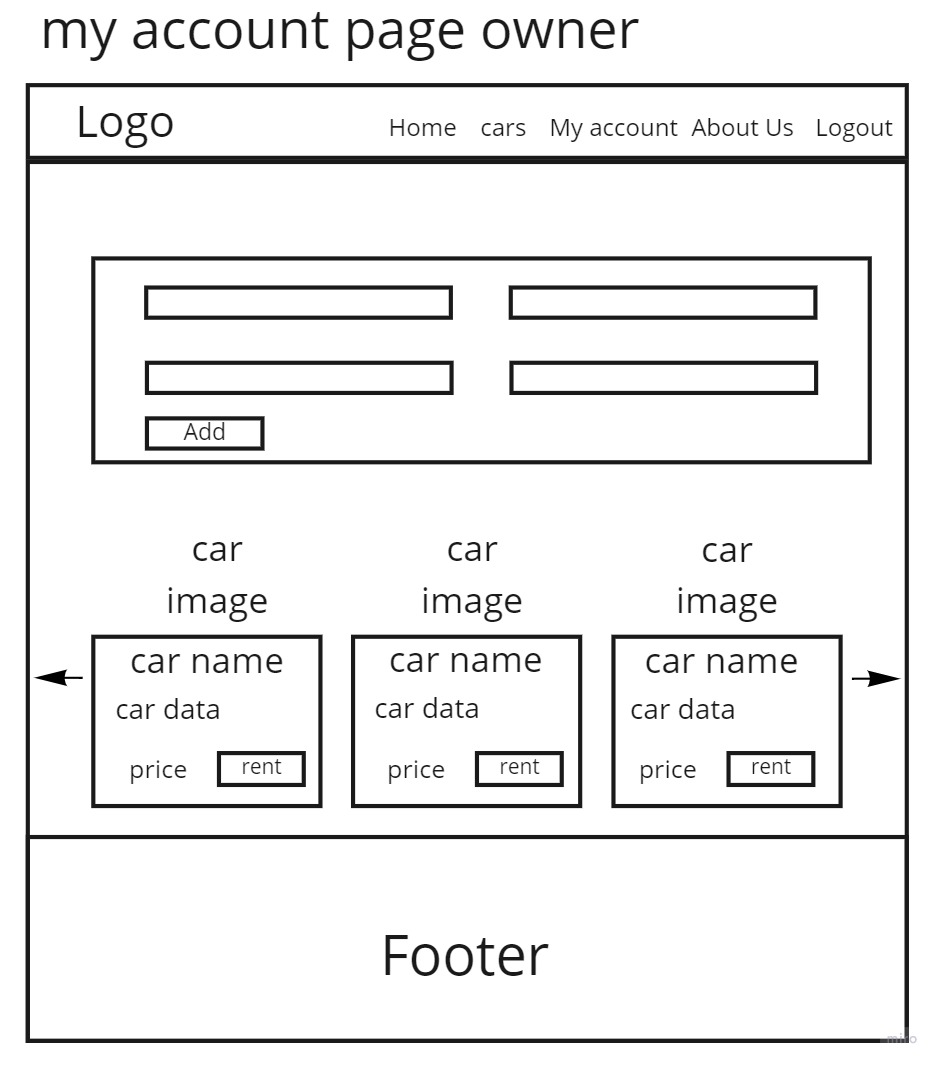 my account page owner
Logo
Home cars My account About Us Logout
Add
car car car
image image image
car name car name car name
car data car data car data
price rent price rent price rent
Footer
miro